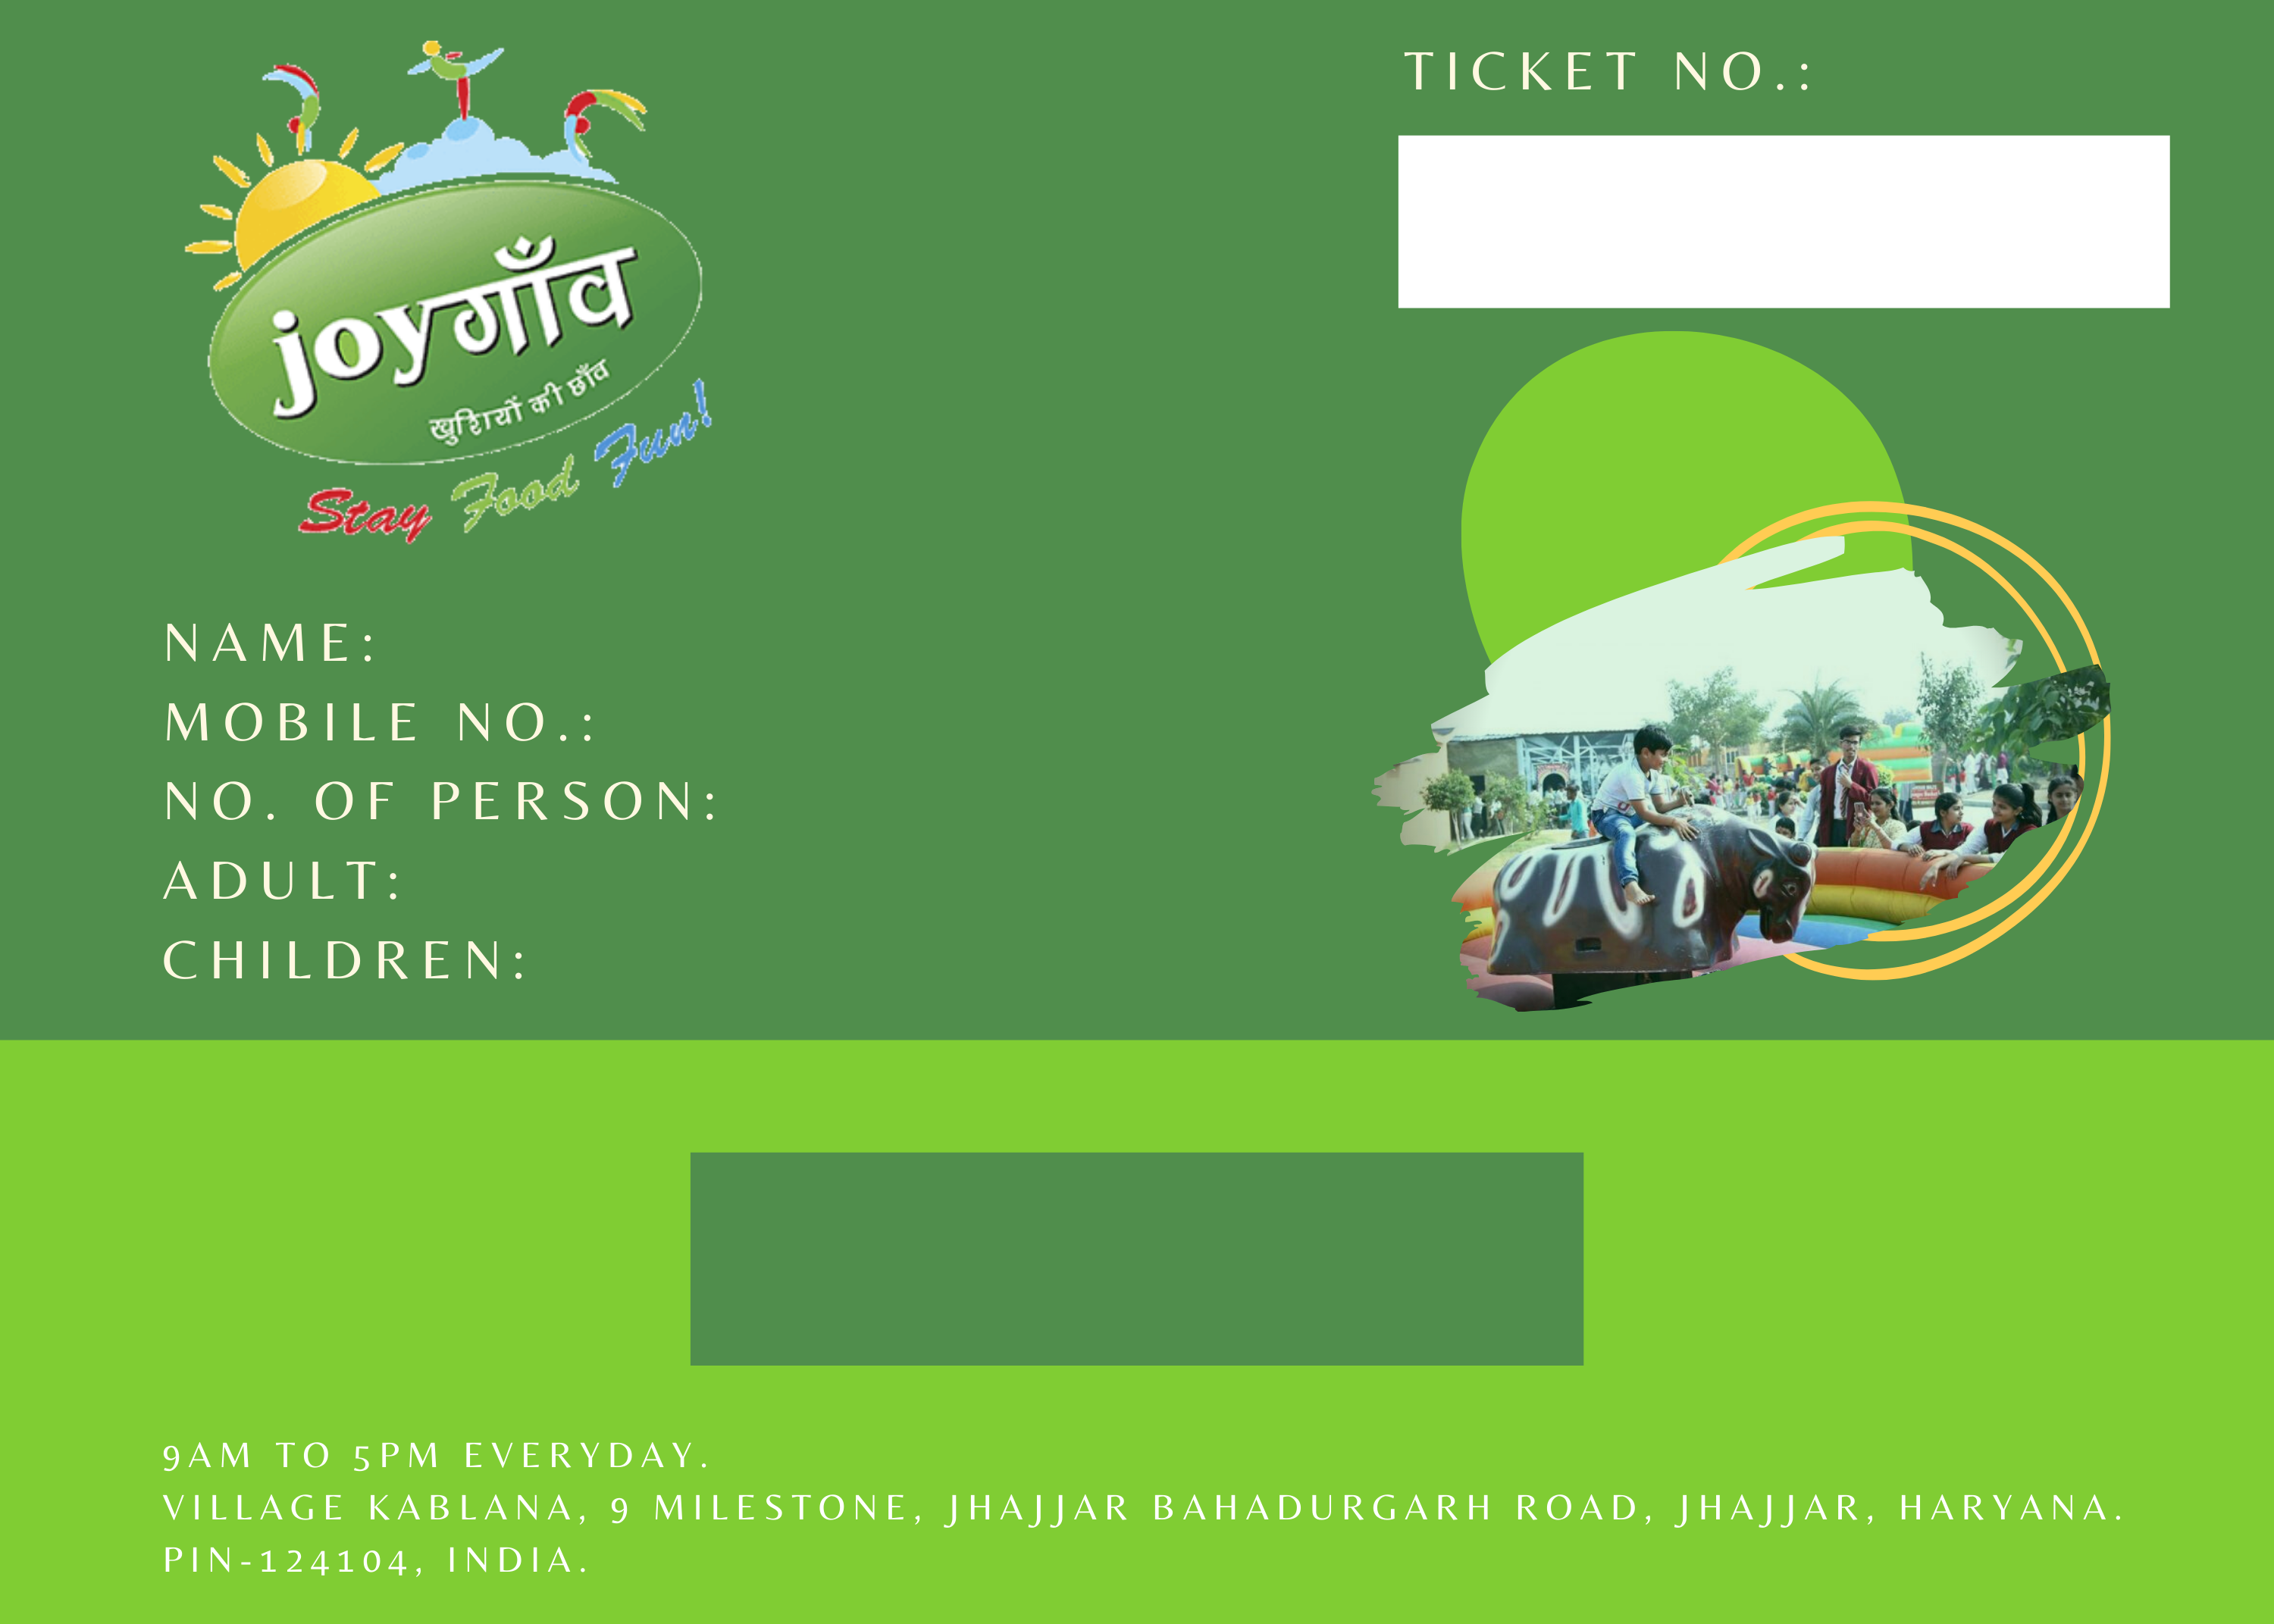 TICKET NO.:
joyगाँव
खुशियों की छाँव
Stay Food Fun!
NAME:
MOBILE NO.:
NO. OF PERSON:
ADULT:
CHILDREN:
9AM TO 5PM EVERYDAY.
VILLAGE KABLANA, 9 MILESTONE, JHAJJAR BAHADURGARH ROAD, JHAJJAR, HARYANA.
PIN-124104, INDIA.